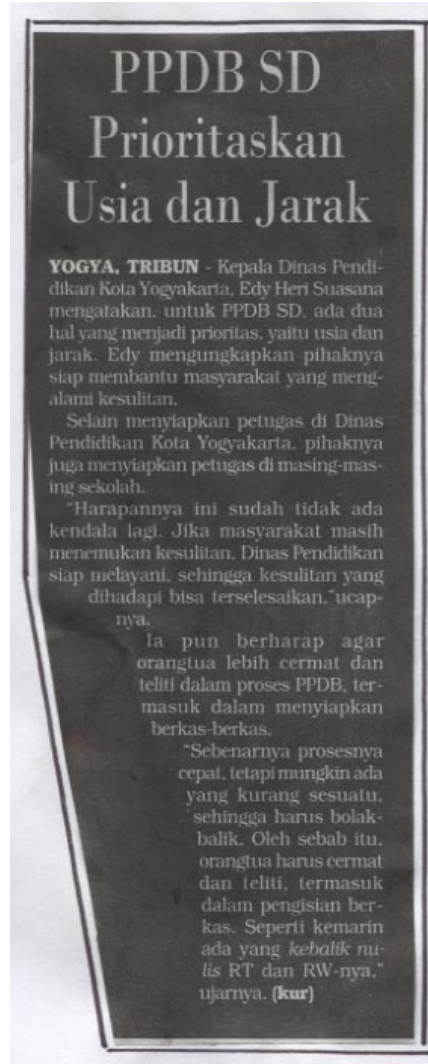 PPDB SD
Prioritaskan
Usia dan Jarak
YOGYA, TRIBUN - Kepala Dinas Pendi-
dikan Kota Yogyakarta, Edy Heri Suasana
mengatakan, untuk PPDB SD, ada dua
hal yang menjadi prioritas, yaitu usia dan
jarak. Edy mengungkapkan pihaknya
siap membantu masyarakat yang meng-
alami kesulitan.
Selain menyiapkan petugas di Dinas
Pendidikan Kota Yogyakarta, pihaknya
juga menyiapkan petugas di masing-mas-
ing sekolah.
"Harapannya ini sudah tidak ada
kendala lagi. Jika masyarakat masih
menemukan kesulitan, Dinas Pendidikan
siap melayani, sehingga kesulitan yang
dihadapi bisa terselesaikan,"ucap-
nya.
Ia pun berharap agar
orangtua lebih cermat dan
teliti dalam proses PPDB, ter-
masuk dalam menyiapkan
berkas-berkas.
"Sebenarnya prosesnya
cepat, tetapi mungkin ada
yang kurang sesuatu,
sehingga harus bolak-
balik. Oleh sebab itu,
orangtua harus cermat
dan teliti, termasuk
dalam pengisian ber-
kas. Seperti kemarin
ada yang kebalik nu-
lis RT dan RW-nya,"
ujarnya. (kur)